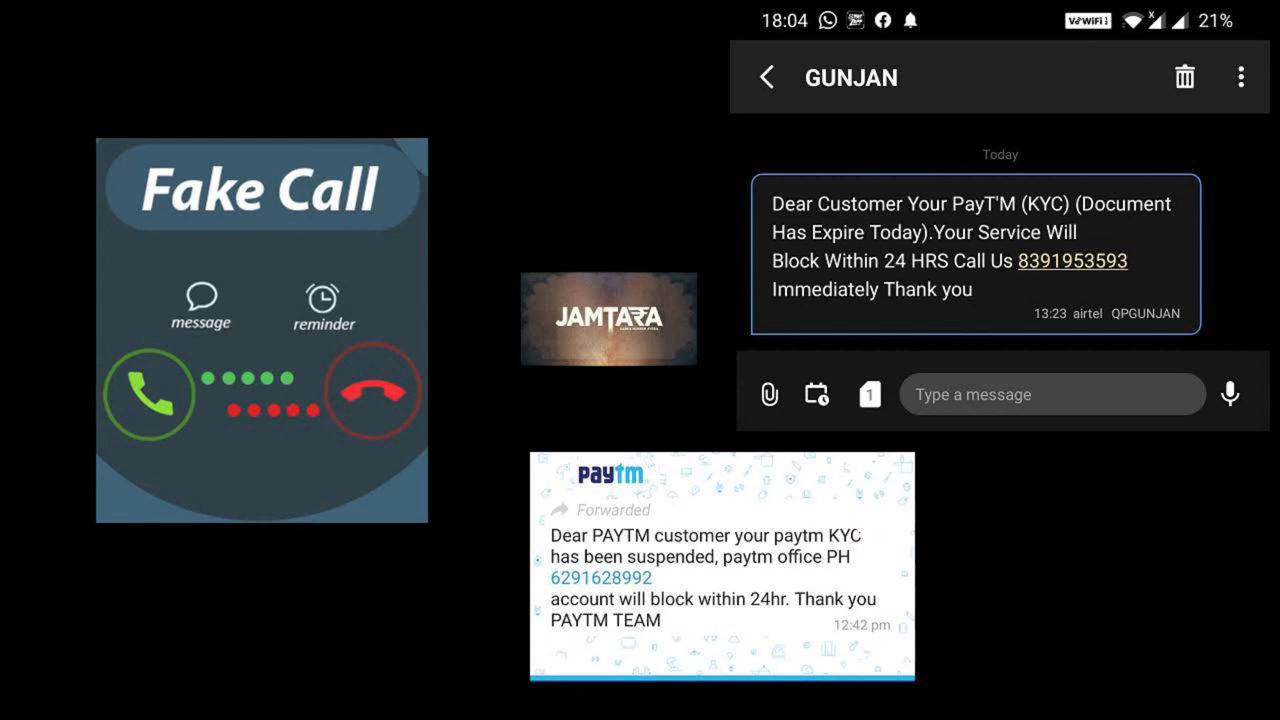 Fake Call
message
reminder
JAMTARA
18:04
VoWiFi
X
21%
GUNJAN
Today
Dear Customer Your PayT'M (KYC) (Document
Has Expire Today).Your Service Will
Block Within 24 HRS Call Us 8391953593
Immediately Thank you
13:23 airtel QPGUNJAN
1
Type a message
paytm
Forwarded
Dear PAYTM customer your paytm KYC
has been suspended, paytm office PH
6291628992
account will block within 24hr. Thank you
PAYTM TEAM
12:42 pm